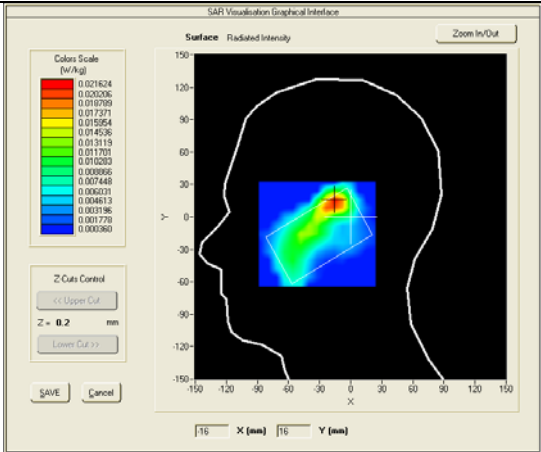 SAR Visualisation Graphical Interface
Surface Radiated Intensity
Zoom In/Out
Colors Scale
(W/kg)
0.021624
0.020206
0.018789
0.017371
0.015954
0.014536
0.013119
0.011701
0.010283
0.008866
0.007448
0.006031
0.004613
0.003196
0.001778
0.000360
Z-Cuts Control
<< Upper Cut
Z = 0.2 mm
Lower Cut >>
SAVE Cancel
150
120
90
60
30
0
-30
-60
-90
-120
-150
Y
-150 -120 -90 -60 -30 0 30 60 90 120 150
X
-16 X (mm) 16 Y (mm)